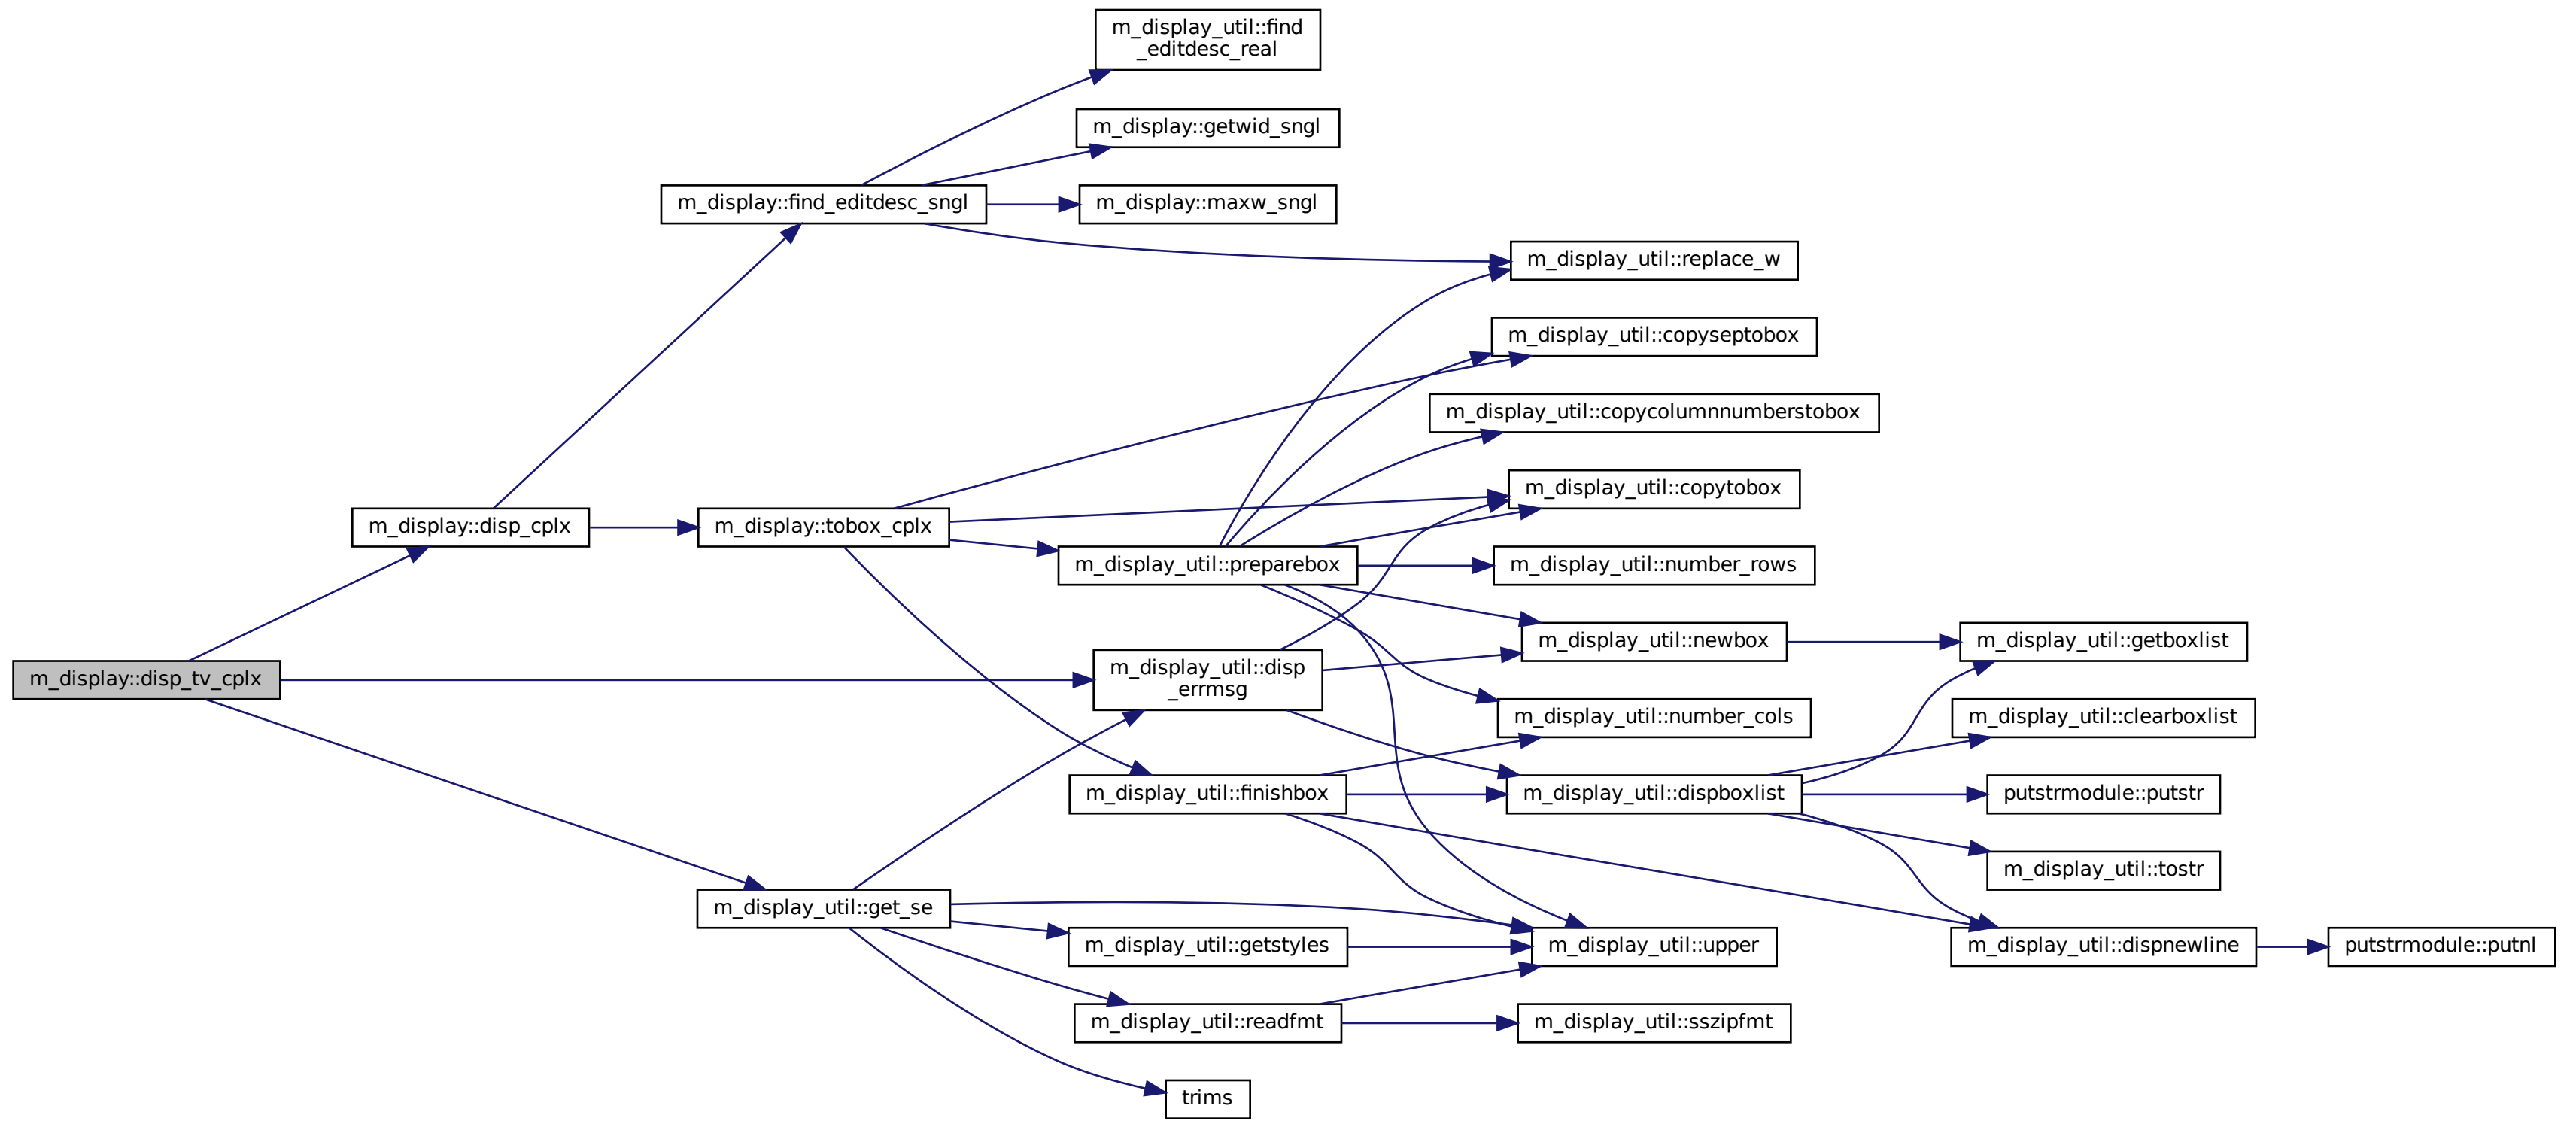 m_display_util::find
_editdesc_real
m_display::getwid_sngl
m_display::find_editdesc_sngl
m_display::maxw_sngl
m_display_util::replace_w
m_display_util::copyseptobox
m_display_util::copycolumnnumberstobox
m_display_util::copytobox
m_display::disp_cplx
m_display::tobox_cplx
m_display_util::preparebox
m_display_util::number_rows
m_display_util::newbox
m_display_util::getboxlist
m_display::disp_tv_cplx
m_display_util::disp
_errmsg
m_display_util::number_cols
m_display_util::clearboxlist
m_display_util::finishbox
m_display_util::dispboxlist
putstrmodule::putstr
m_display_util::tostr
m_display_util::get_se
m_display_util::getstyles
m_display_util::upper
m_display_util::dispnewline
putstrmodule::putnl
m_display_util::readfmt
m_display_util::sszipfmt
trims